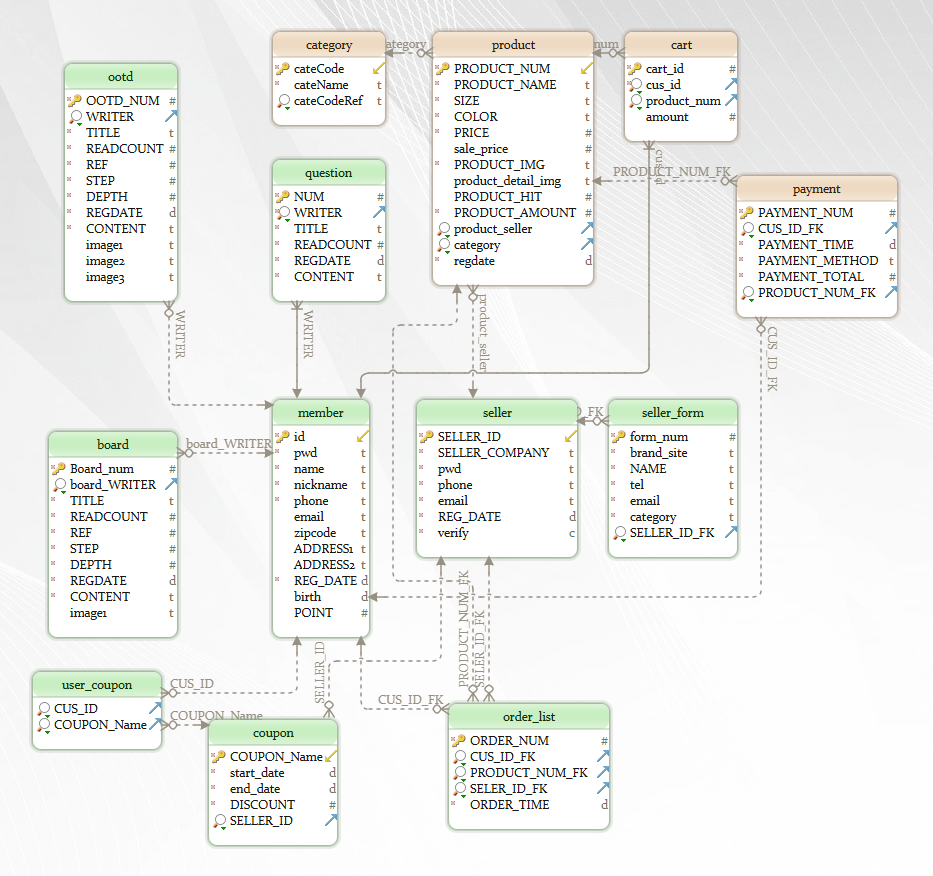 category
cateCode t
cateName t
cateCodeRef t
ategory
product
PRODUCT_NUM
PRODUCT_NAME t
SIZE t
COLOR t
PRICE #
sale_price #
PRODUCT_IMG t
product_detail_img t
PRODUCT_HIT #
PRODUCT_AMOUNT #
product_seller
category
regdate d
num
cart
cart_id #
cus_id
product_num
amount #
cus_id
ootd
OOTD_NUM #
WRITER
TITLE t
READCOUNT #
REF #
STEP #
DEPTH #
REGDATE d
CONTENT t
image1 t
image2 t
image3 t
question
NUM #
WRITER
TITLE t
READCOUNT #
REGDATE d
CONTENT t
PRODUCT_NUM_FK
payment
PAYMENT_NUM #
CUS_ID_FK
PAYMENT_TIME d
PAYMENT_METHOD t
PAYMENT_TOTAL #
PRODUCT_NUM_FK
WRITER
WRITER
product_seller
CUS_ID_FK
member
id
pwd t
name t
nickname t
phone t
email t
zipcode t
ADDRESS1 t
ADDRESS2 t
REG_DATE d
birth d
POINT #
seller
SELLER_ID
SELLER_COMPANY t
pwd t
phone t
email t
REG_DATE d
verify c
_FK
seller_form
form_num #
brand_site t
NAME t
tel t
email t
category t
SELLER_ID_FK
board
Board_num #
board_WRITER
TITLE t
READCOUNT #
REF #
STEP #
DEPTH #
REGDATE d
CONTENT t
image1 t
board_WRITER
PRODUCT_NUM_FK
SELER_ID_FK
SELLER_ID
CUS_ID
CUS_ID_FK
COUPON_Name
user_coupon
CUS_ID
COUPON_Name
coupon
COUPON_Name
start_date d
end_date d
DISCOUNT #
SELLER_ID
order_list
ORDER_NUM #
CUS_ID_FK
PRODUCT_NUM_FK
SELER_ID_FK
ORDER_TIME d